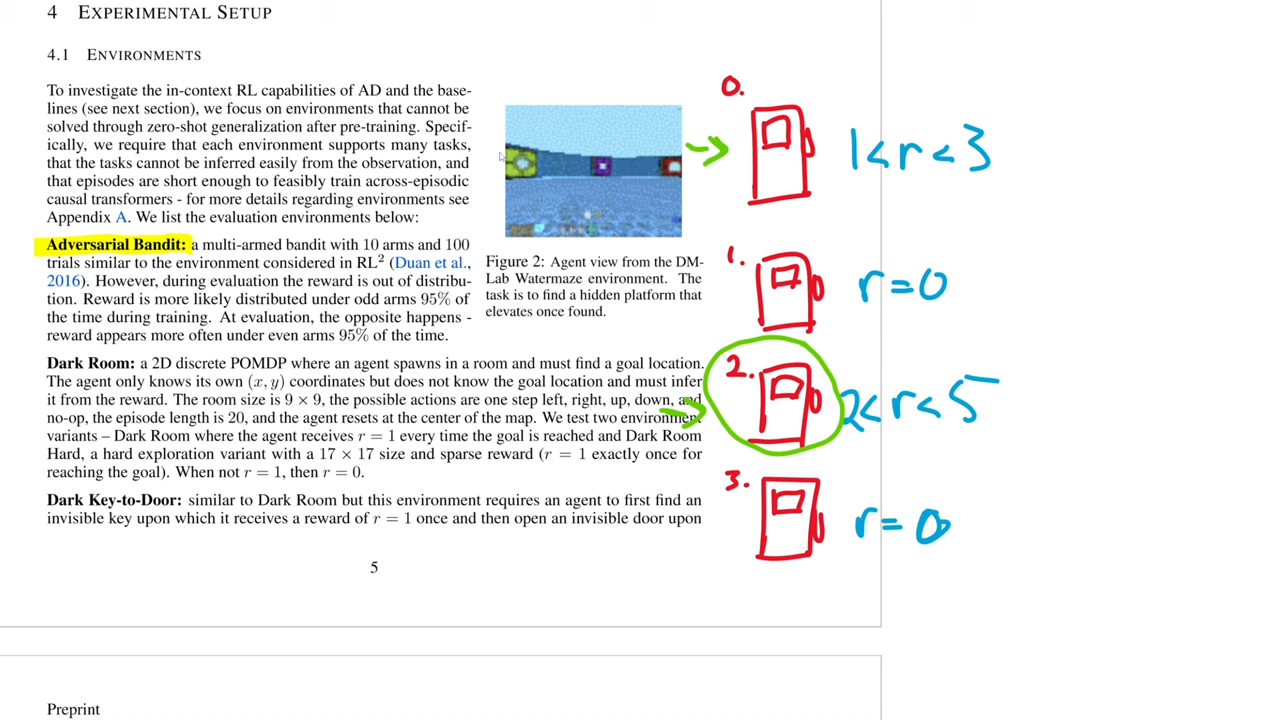 4 EXPERIMENTAL SETUP
4.1 ENVIRONMENTS
To investigate the in-context RL capabilities of AD and the base-
lines (see next section), we focus on environments that cannot be
solved through zero-shot generalization after pre-training. Specif-
ically, we require that each environment supports many tasks,
that the tasks cannot be inferred easily from the observation, and
that episodes are short enough to feasibly train across-episodic
causal transformers - for more details regarding environments see
Appendix A. We list the evaluation environments below:
Adversarial Bandit: a multi-armed bandit with 10 arms and 100
trials similar to the environment considered in RL² (Duan et al.,
2016). However, during evaluation the reward is out of distribu-
tion. Reward is more likely distributed under odd arms 95% of
the time during training. At evaluation, the opposite happens -
reward appears more often under even arms 95% of the time.
Figure 2: Agent view from the DM-
Lab Watermaze environment. The
task is to find a hidden platform that
elevates once found.
Dark Room: a 2D discrete POMDP where an agent spawns in a room and must find a goal location.
The agent only knows its own (x, y) coordinates but does not know the goal location and must infer
it from the reward. The room size is 9 × 9, the possible actions are one step left, right, up, down, and
no-op, the episode length is 20, and the agent resets at the center of the map. We test two environment
variants – Dark Room where the agent receives r = 1 every time the goal is reached and Dark Room
Hard, a hard exploration variant with a 17 × 17 size and sparse reward (r = 1 exactly once for
reaching the goal). When not r = 1, then r = 0.
Dark Key-to-Door: similar to Dark Room but this environment requires an agent to first find an
invisible key upon which it receives a reward of r = 1 once and then open an invisible door upon
5
0.
1<r<3
1.
r=0
2.
2<r<5
3.
r=0
Preprint